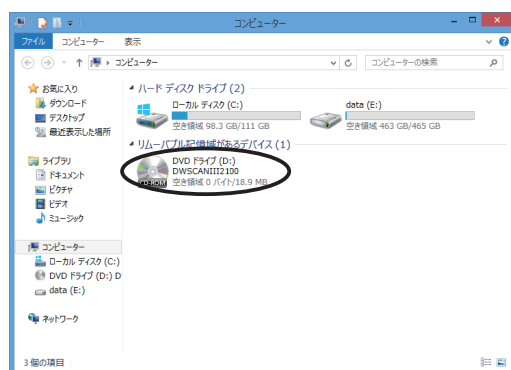 コンピューター
ファイル コンピューター 表示
コンピューター コンピューターの検索
お気に入り
ダウンロード
デスクトップ
最近表示した場所
ライブラリ
ドキュメント
ピクチャ
ビデオ
ミュージック
コンピューター
ローカル ディスク (C:)
DVD ドライブ (D:) D
data (E:)
ネットワーク
ハード ディスク ドライブ (2)
ローカル ディスク (C:)
空き領域 98.3 GB/111 GB
data (E:)
空き領域 463 GB/465 GB
リムーバブル記憶域があるデバイス (1)
DVD ドライブ (D:)
DWSCANIII2100
空き領域 0 バイト/18.9 MB
CD-ROM
3 個の項目